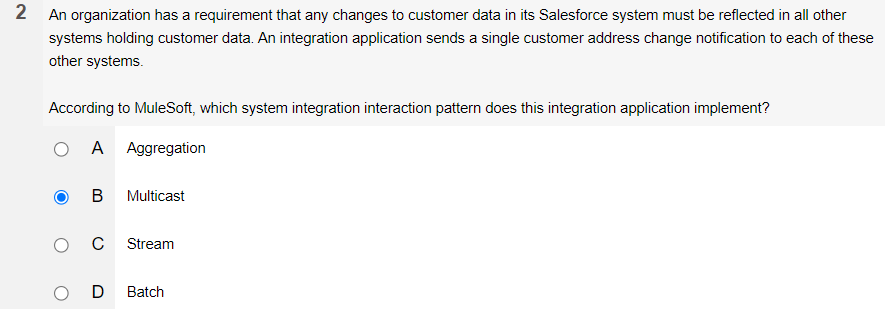 2 An organization has a requirement that any changes to customer data in its Salesforce system must be reflected in all other
systems holding customer data. An integration application sends a single customer address change notification to each of these
other systems.
According to MuleSoft, which system integration interaction pattern does this integration application implement?
A Aggregation
B Multicast
C Stream
D Batch